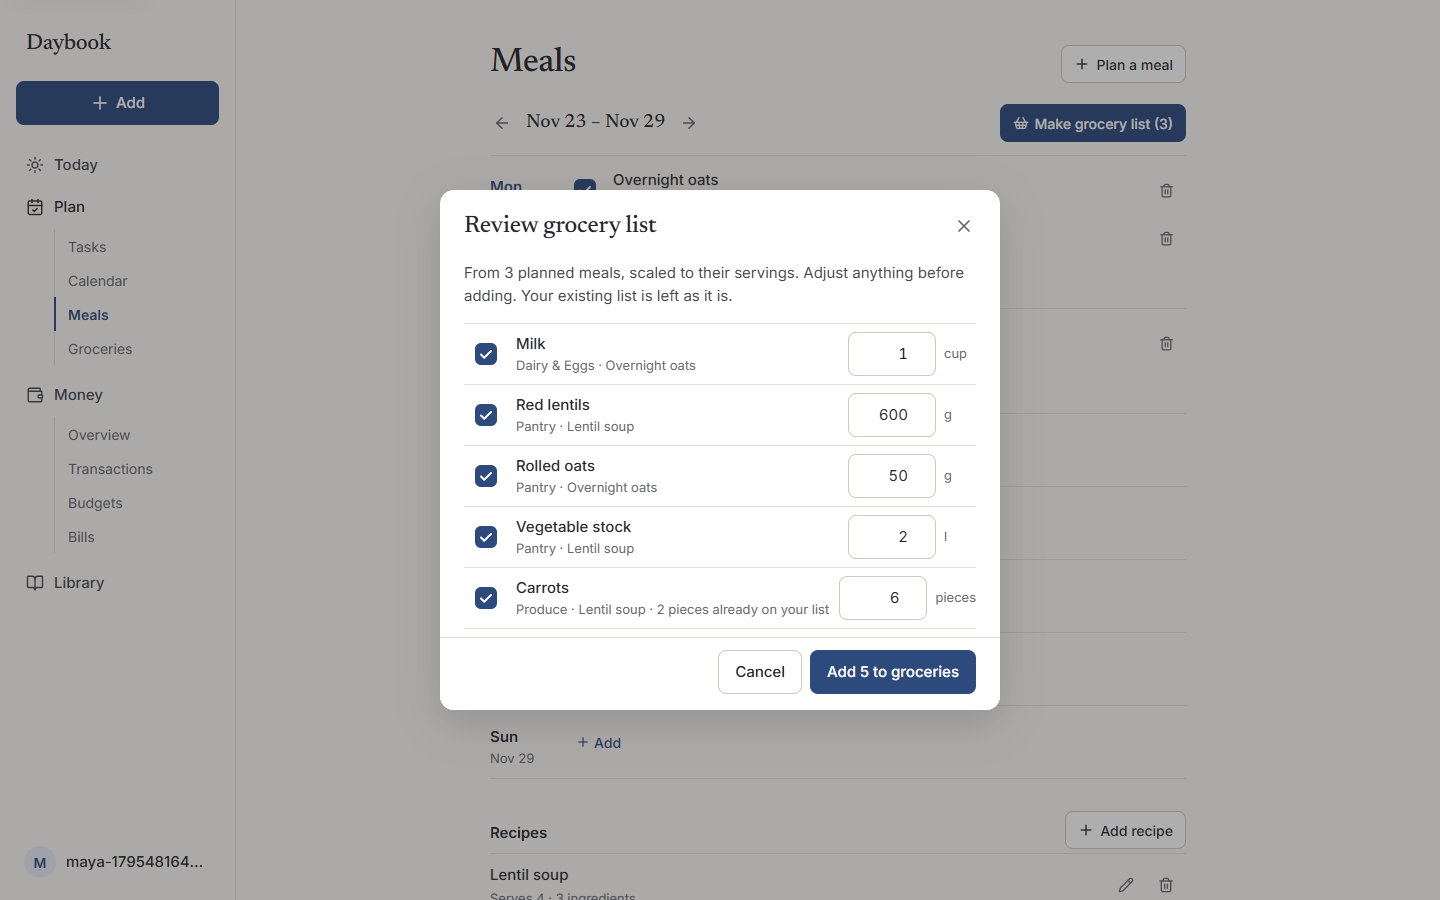 Daybook
Add
Today
Plan
Tasks
Calendar
Meals
Groceries
Money
Overview
Transactions
Budgets
Bills
Library
M
maya-179548164...
Meals
Plan a meal
Nov 23 – Nov 29
Make grocery list (3)
Mon
Overnight oats
Review grocery list
From 3 planned meals, scaled to their servings. Adjust anything before
adding. Your existing list is left as it is.
Milk
Dairy & Eggs · Overnight oats
1 cup
Red lentils
Pantry · Lentil soup
600 g
Rolled oats
Pantry · Overnight oats
50 g
Vegetable stock
Pantry · Lentil soup
2 l
Carrots
Produce · Lentil soup · 2 pieces already on your list
6 pieces
Cancel
Add 5 to groceries
Sun
Nov 29
Add
Recipes
Add recipe
Lentil soup
Serves 4 · 3 ingredients